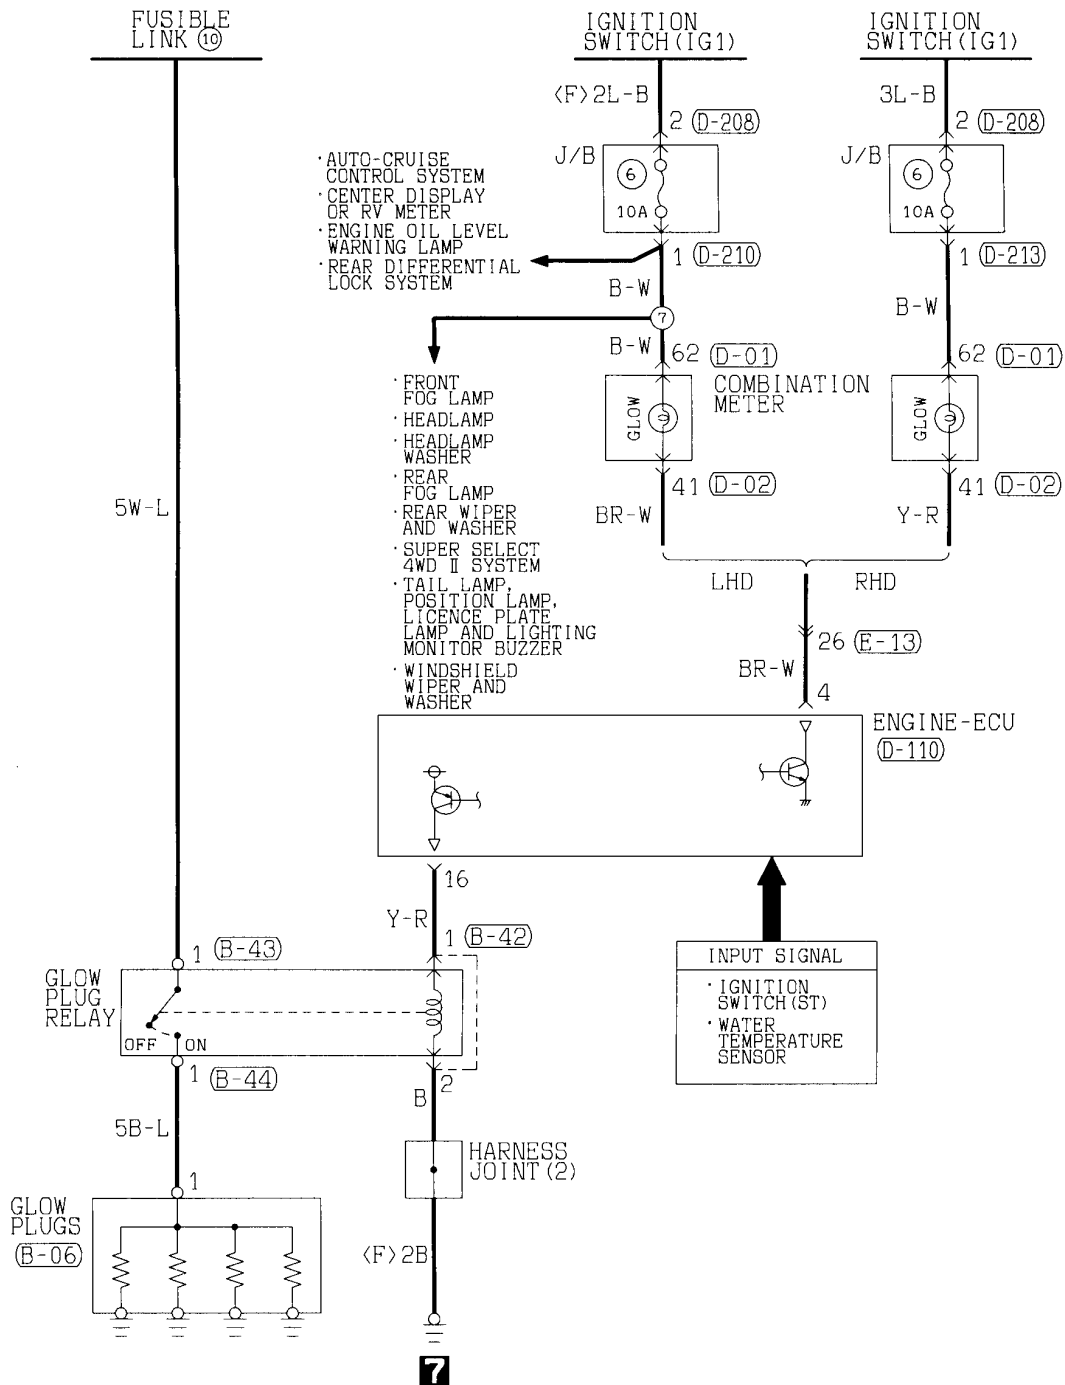 FUSIBLE
LINK ⑩
IGNITION
SWITCH(IG1)
IGNITION
SWITCH(IG1)
<F>2L-B
3L-B
2 (D-208)
2 (D-208)
J/B
6
10A
J/B
6
10A
·AUTO-CRUISE
CONTROL SYSTEM
·CENTER DISPLAY
OR RV METER
·ENGINE OIL LEVEL
WARNING LAMP
·REAR DIFFERENTIAL
LOCK SYSTEM
1 (D-210)
1 (D-213)
B-W
B-W
7
B-W
62 (D-01)
62 (D-01)
COMBINATION
METER
GLOW
GLOW
·FRONT
FOG LAMP
·HEADLAMP
·HEADLAMP
WASHER
·REAR
FOG LAMP
·REAR WIPER
AND WASHER
·SUPER SELECT
4WD Ⅱ SYSTEM
·TAIL LAMP,
POSITION LAMP,
LICENCE PLATE
LAMP AND LIGHTING
MONITOR BUZZER
·WINDSHIELD
WIPER AND
WASHER
41 (D-02)
41 (D-02)
BR-W
Y-R
5W-L
LHD
RHD
26 (E-13)
BR-W
4
ENGINE-ECU
(D-110)
16
Y-R
1 (B-42)
INPUT SIGNAL
·IGNITION
SWITCH(ST)
·WATER
TEMPERATURE
SENSOR
1 (B-43)
GLOW
PLUG
RELAY
OFF
ON
1 (B-44)
2
B
5B-L
HARNESS
JOINT(2)
1
GLOW
PLUGS
(B-06)
<F>2B
7